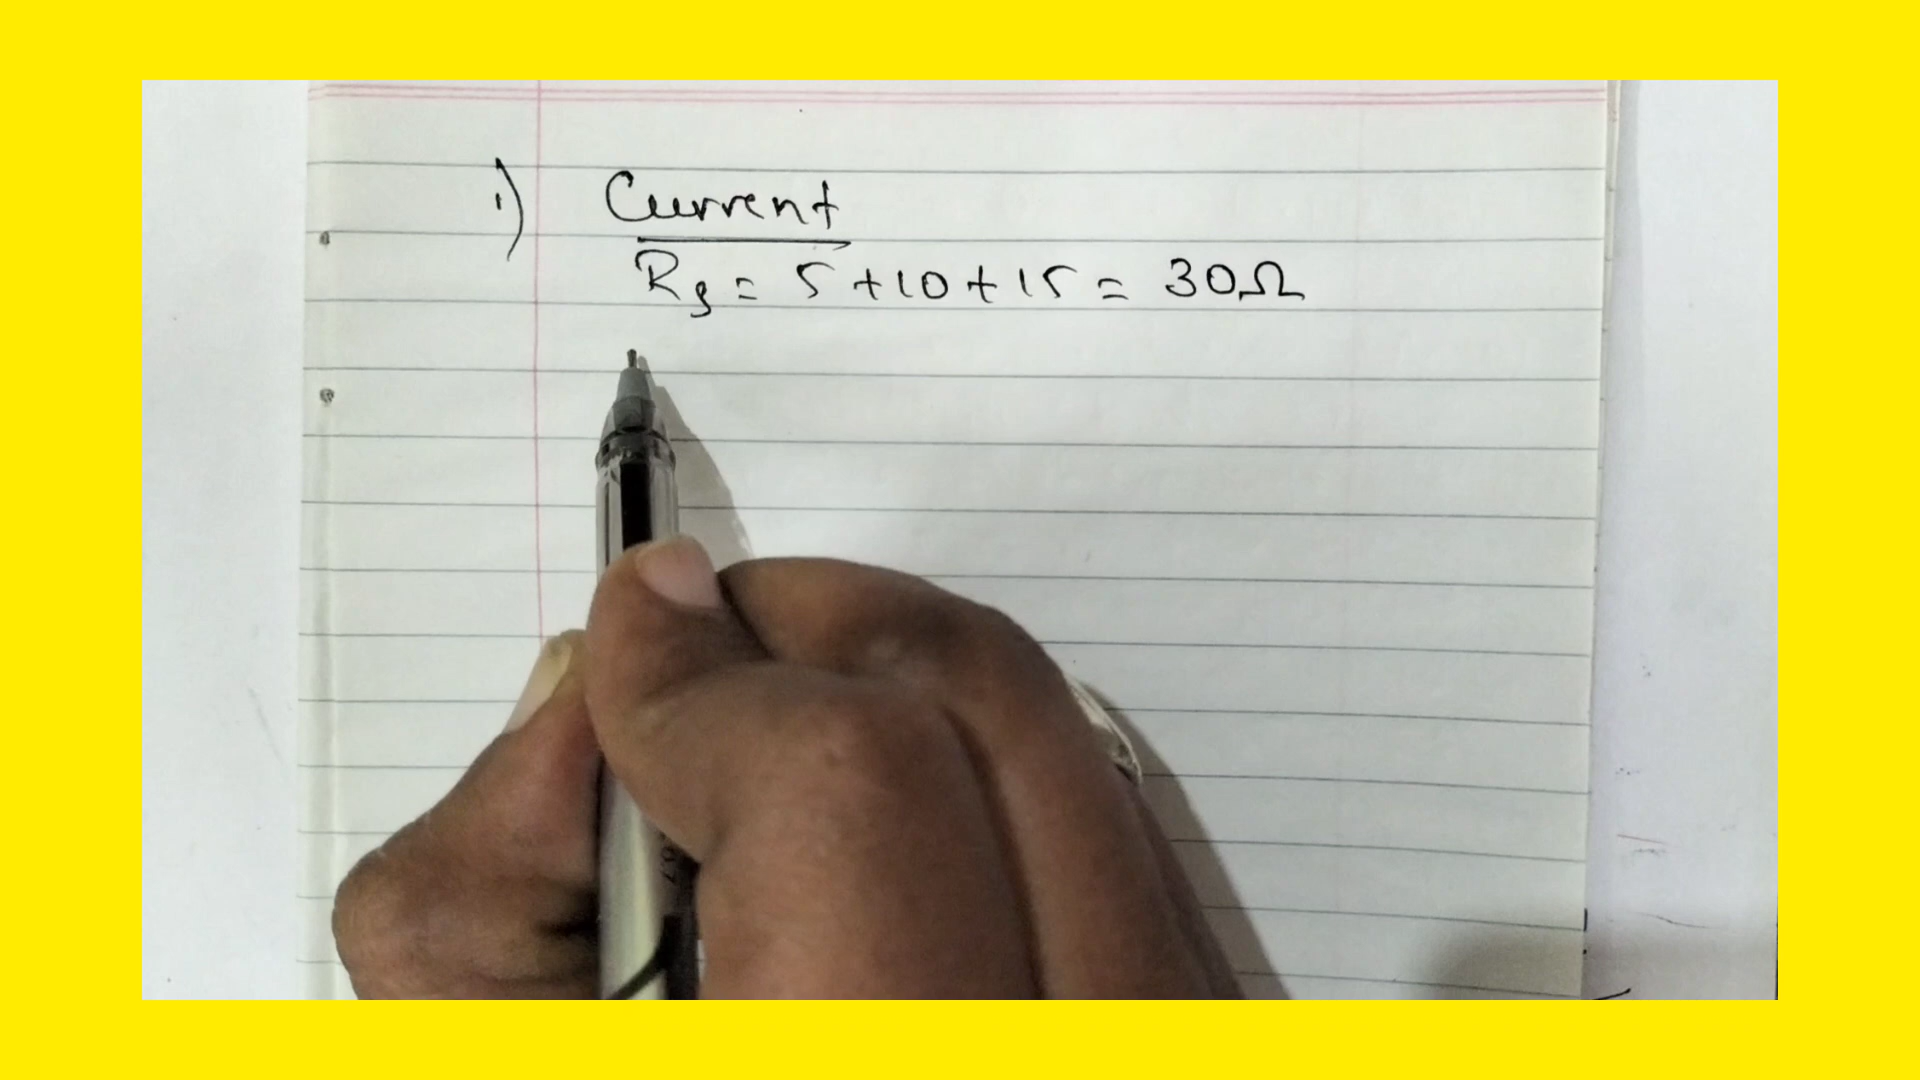 1) Current
Rs = 5 + 10 + 15 = 30Ω